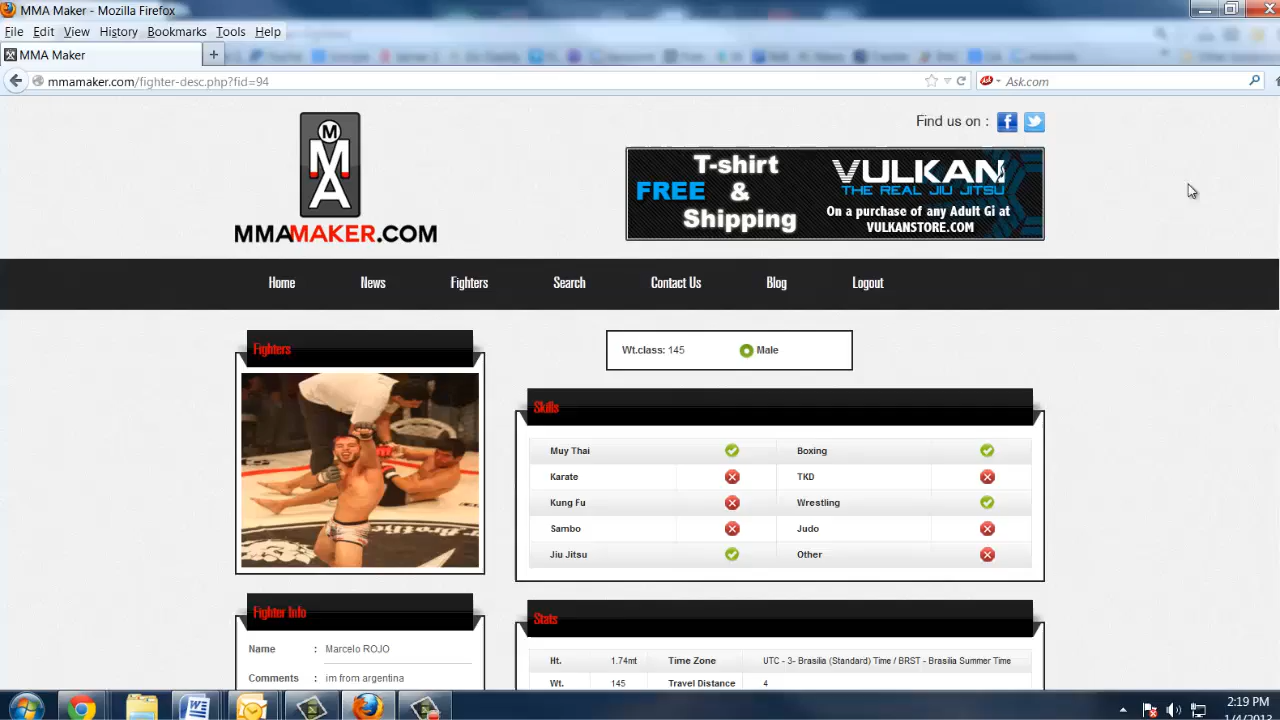 MMA Maker - Mozilla Firefox
File Edit View History Bookmarks Tools Help
MMA Maker
mmamaker.com/fighter-desc.php?fid=94
Ask.com
MMA
MMAMAKER.COM
Find us on :
FREE T-shirt & Shipping
VULKAN
THE REAL JIU JITSU
On a purchase of any Adult Gi at
VULKANSTORE.COM
Home News Fighters Search Contact Us Blog Logout
Fighters
Wt.class: 145 Male
Skills
Muy Thai Boxing
Karate TKD
Kung Fu Wrestling
Sambo Judo
Jiu Jitsu Other
Fighter Info
Name : Marcelo ROJO
Comments : im from argentina
Stats
Ht. 1.74mt Time Zone UTC - 3- Brasilia (Standard) Time / BRST - Brasilia Summer Time
Wt. 145 Travel Distance 4
2:19 PM